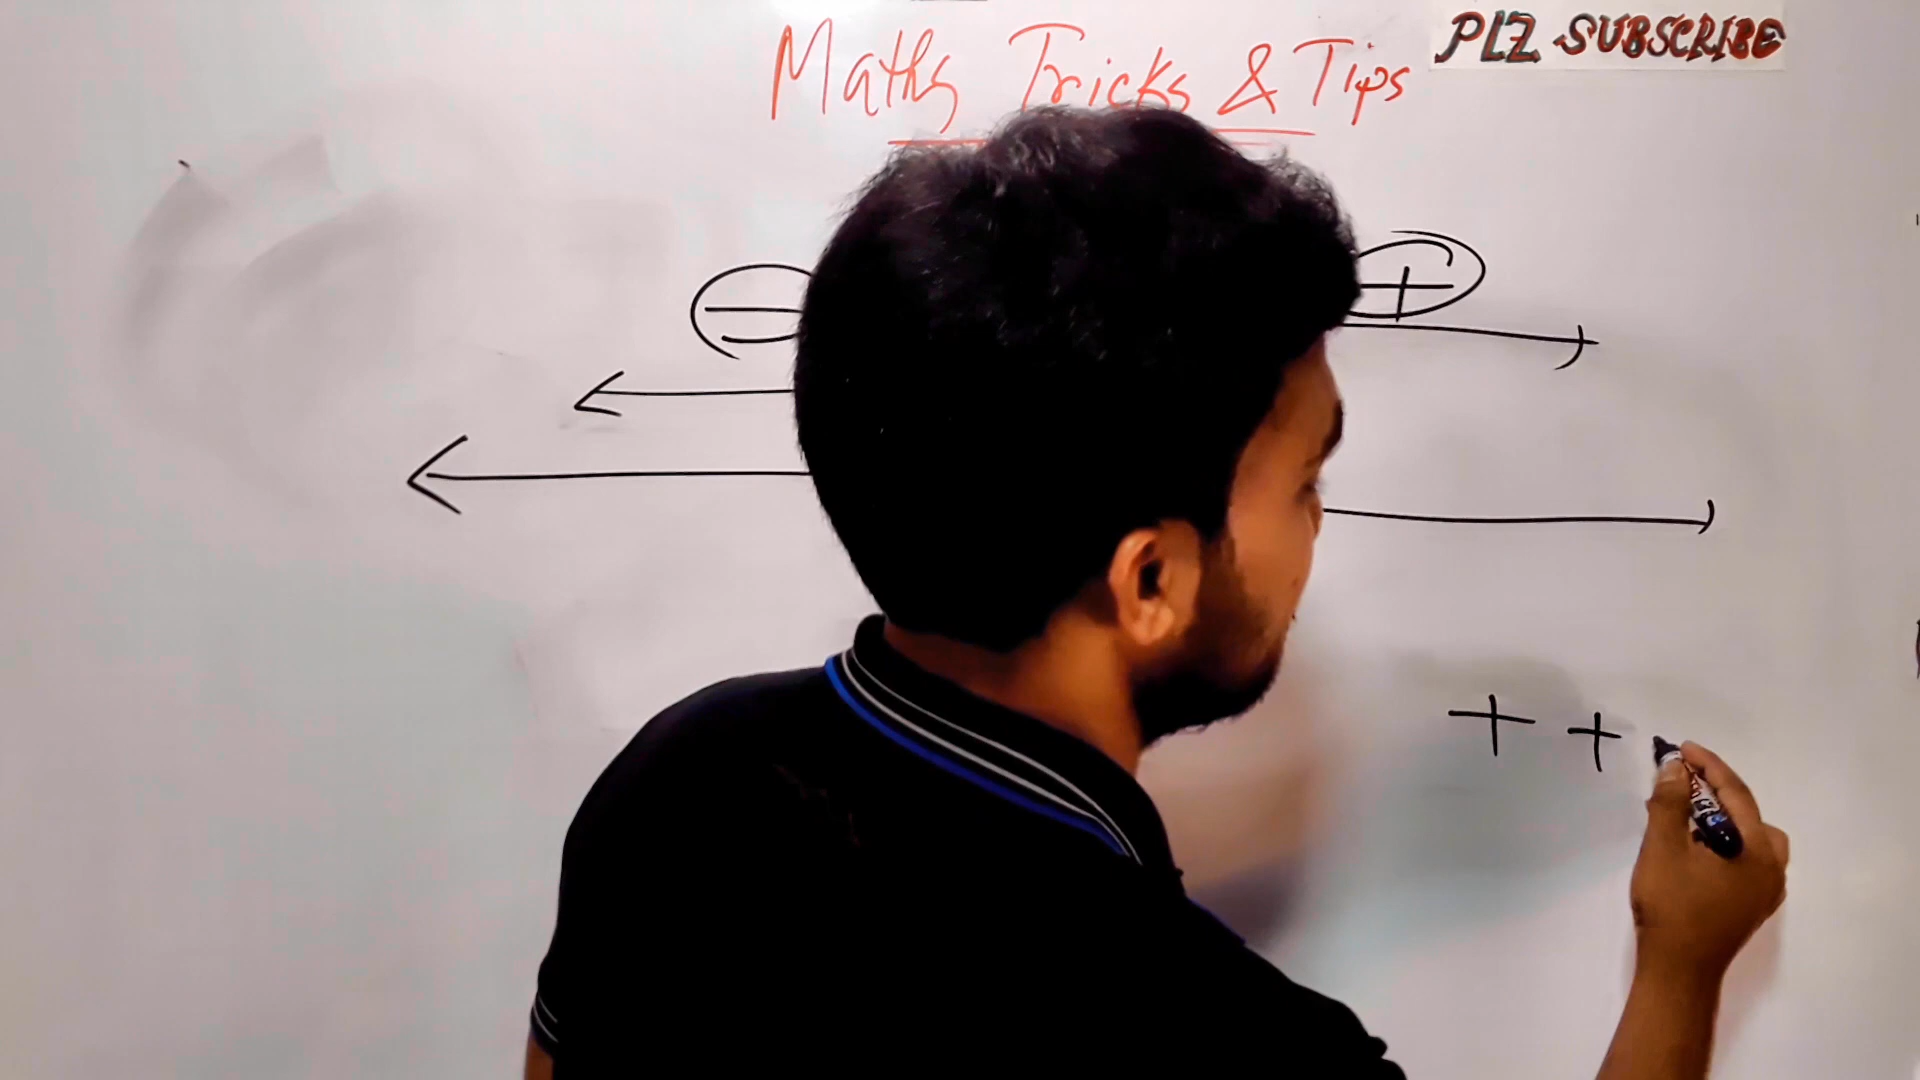 Maths Tricks & Tips
PLZ SUBSCRIBE
− +
+ +